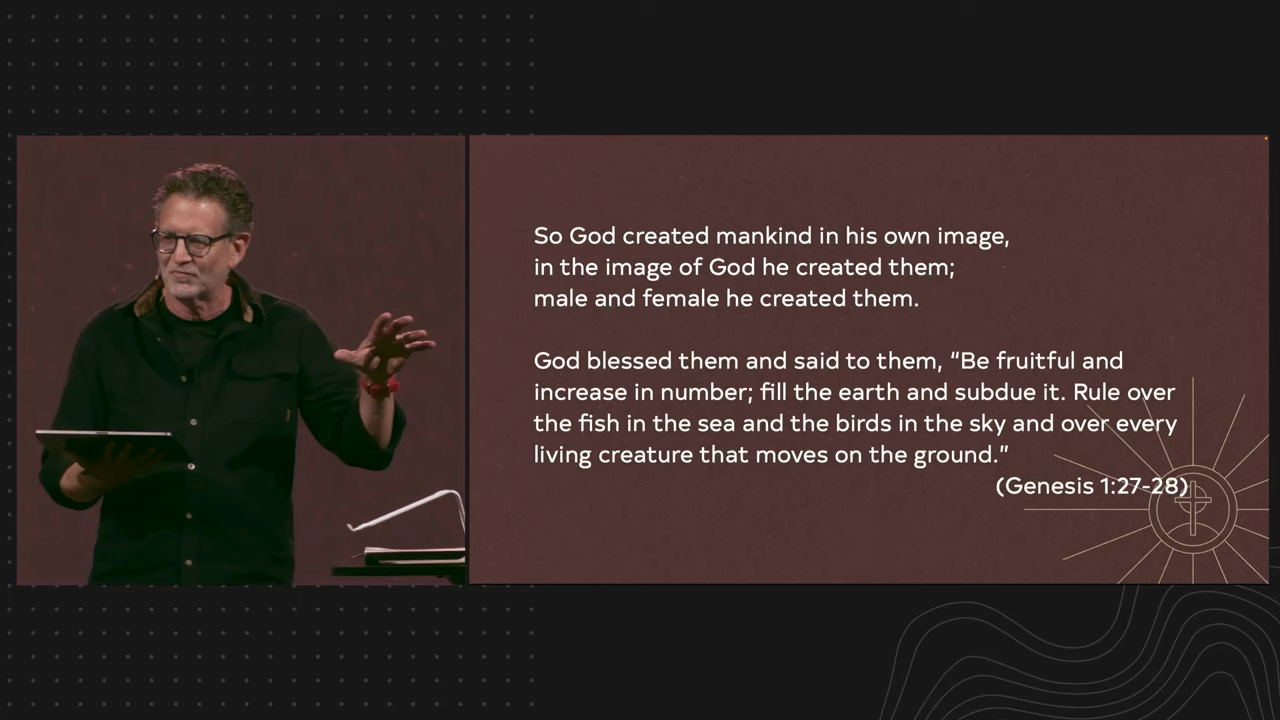 So God created mankind in his own image,
in the image of God he created them;
male and female he created them.
God blessed them and said to them, “Be fruitful and
increase in number; fill the earth and subdue it. Rule over
the fish in the sea and the birds in the sky and over every
living creature that moves on the ground.”
(Genesis 1:27-28)